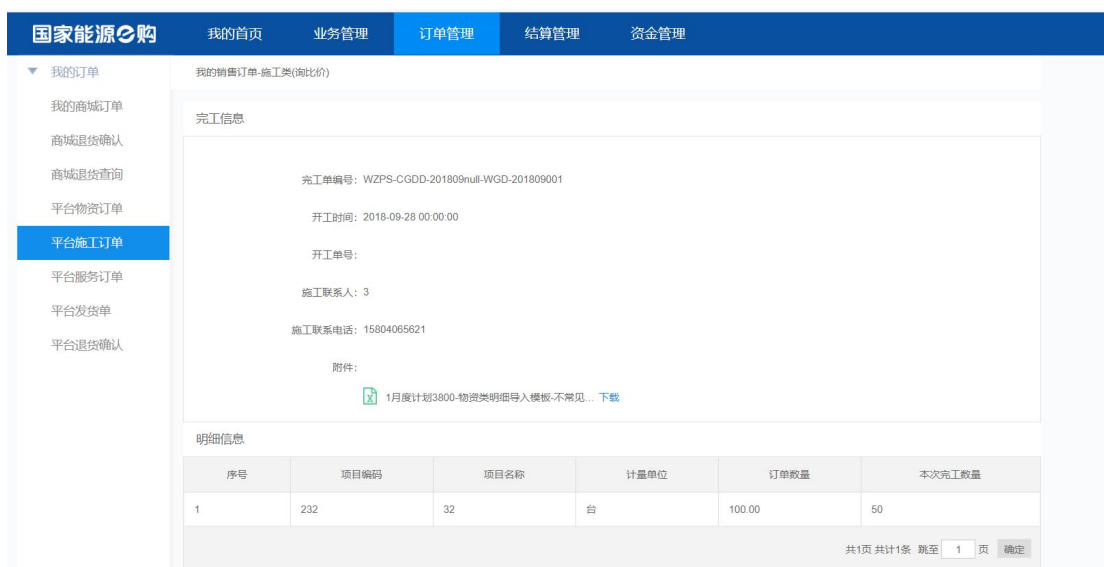 国家能源e购 我的首页 业务管理 订单管理 结算管理 资金管理
我的订单
我的商城订单
商城退货确认
商城退货查询
平台物资订单
平台施工订单
平台服务订单
平台发货单
平台退货确认
我的销售订单-施工类(询比价)
完工信息
完工单编号：WZPS-CGDD-201809null-WGD-201809001
开工时间：2018-09-28 00:00:00
开工单号：
施工联系人：3
施工联系电话：15804065621
附件：
1月度计划3800-物资类明细导入模板-不常见... 下载
明细信息
序号 项目编码 项目名称 计量单位 订单数量 本次完工数量
1 232 32 台 100.00 50
共1页 共计1条 跳至 1 页 确定